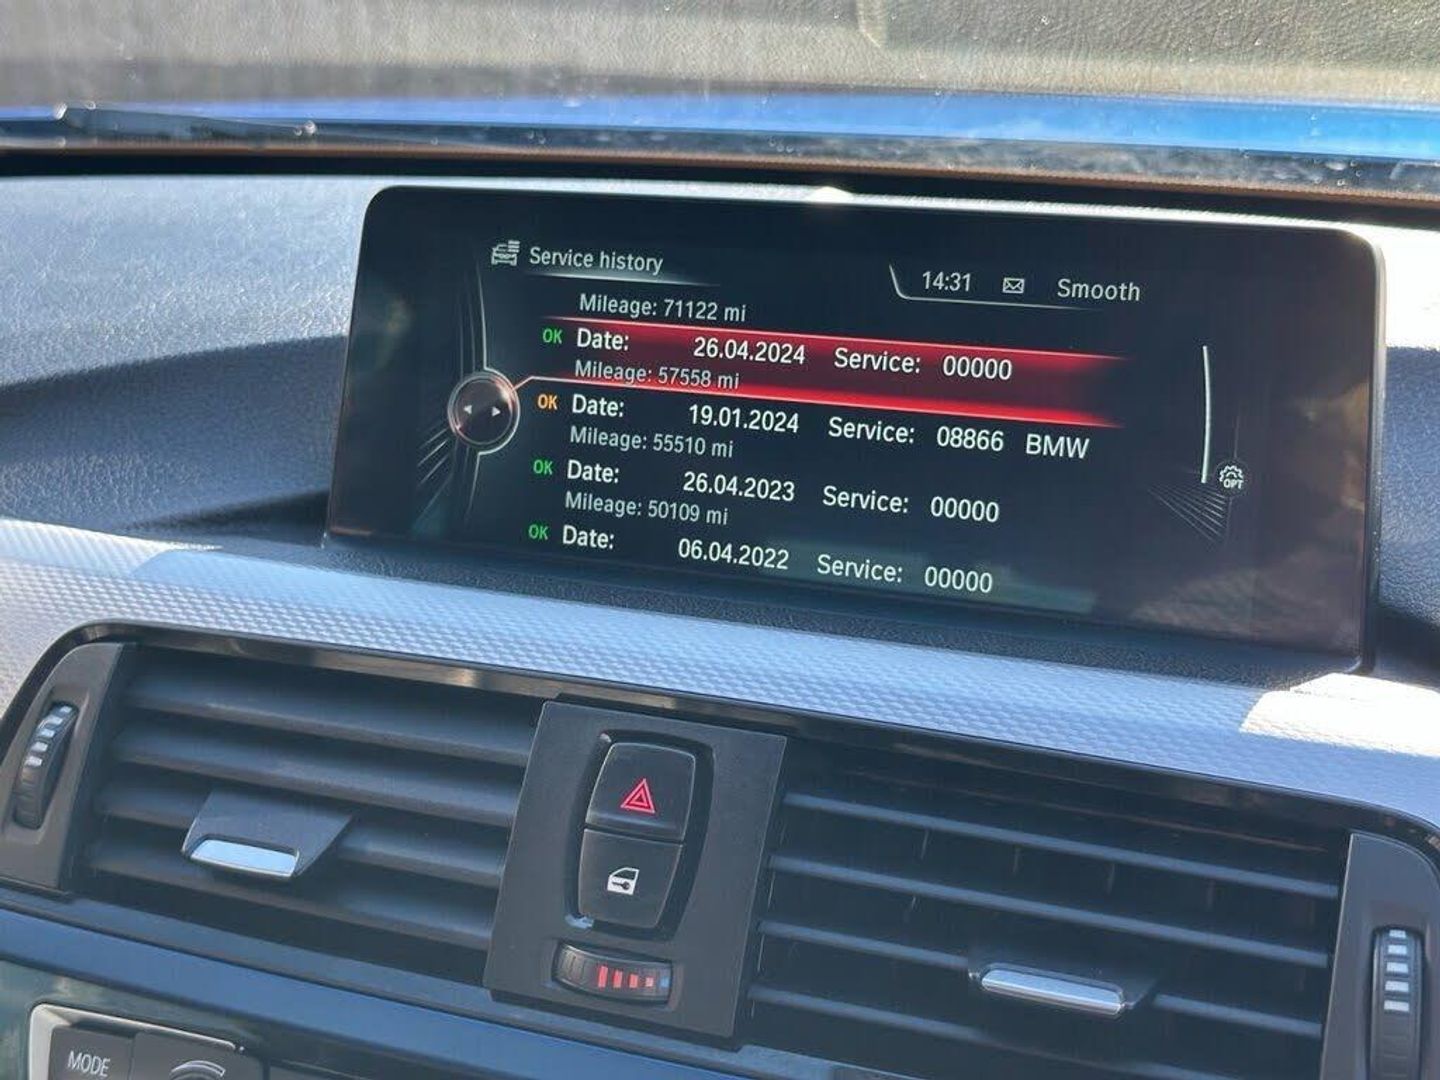 Service history
14:31 Smooth
Mileage: 71122 mi
OK Date: 26.04.2024 Service: 00000
Mileage: 57558 mi
OK Date: 19.01.2024 Service: 08866 BMW
Mileage: 55510 mi
OK Date: 26.04.2023 Service: 00000
Mileage: 50109 mi
OK Date: 06.04.2022 Service: 00000
OPT
MODE